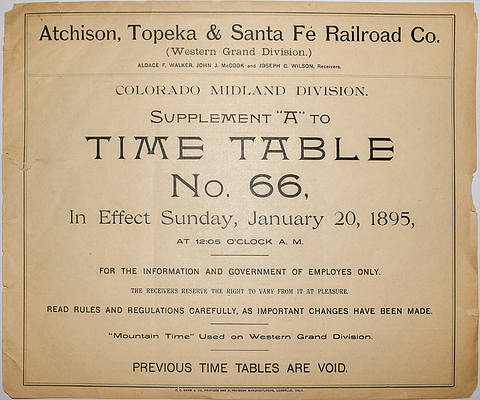 Atchison, Topeka & Santa Fé Railroad Co.
(Western Grand Division.)
ALDACE F. WALKER, JOHN J. McCOOK and JOSEPH C. WILSON, Receivers.
COLORADO MIDLAND DIVISION.
SUPPLEMENT "A" TO
TIME TABLE
No. 66,
In Effect Sunday, January 20, 1895,
AT 12:05 O'CLOCK A. M.
FOR THE INFORMATION AND GOVERNMENT OF EMPLOYES ONLY.
THE RECEIVERS RESERVE THE RIGHT TO VARY FROM IT AT PLEASURE.
READ RULES AND REGULATIONS CAREFULLY, AS IMPORTANT CHANGES HAVE BEEN MADE.
"Mountain Time" Used on Western Grand Division.
PREVIOUS TIME TABLES ARE VOID.